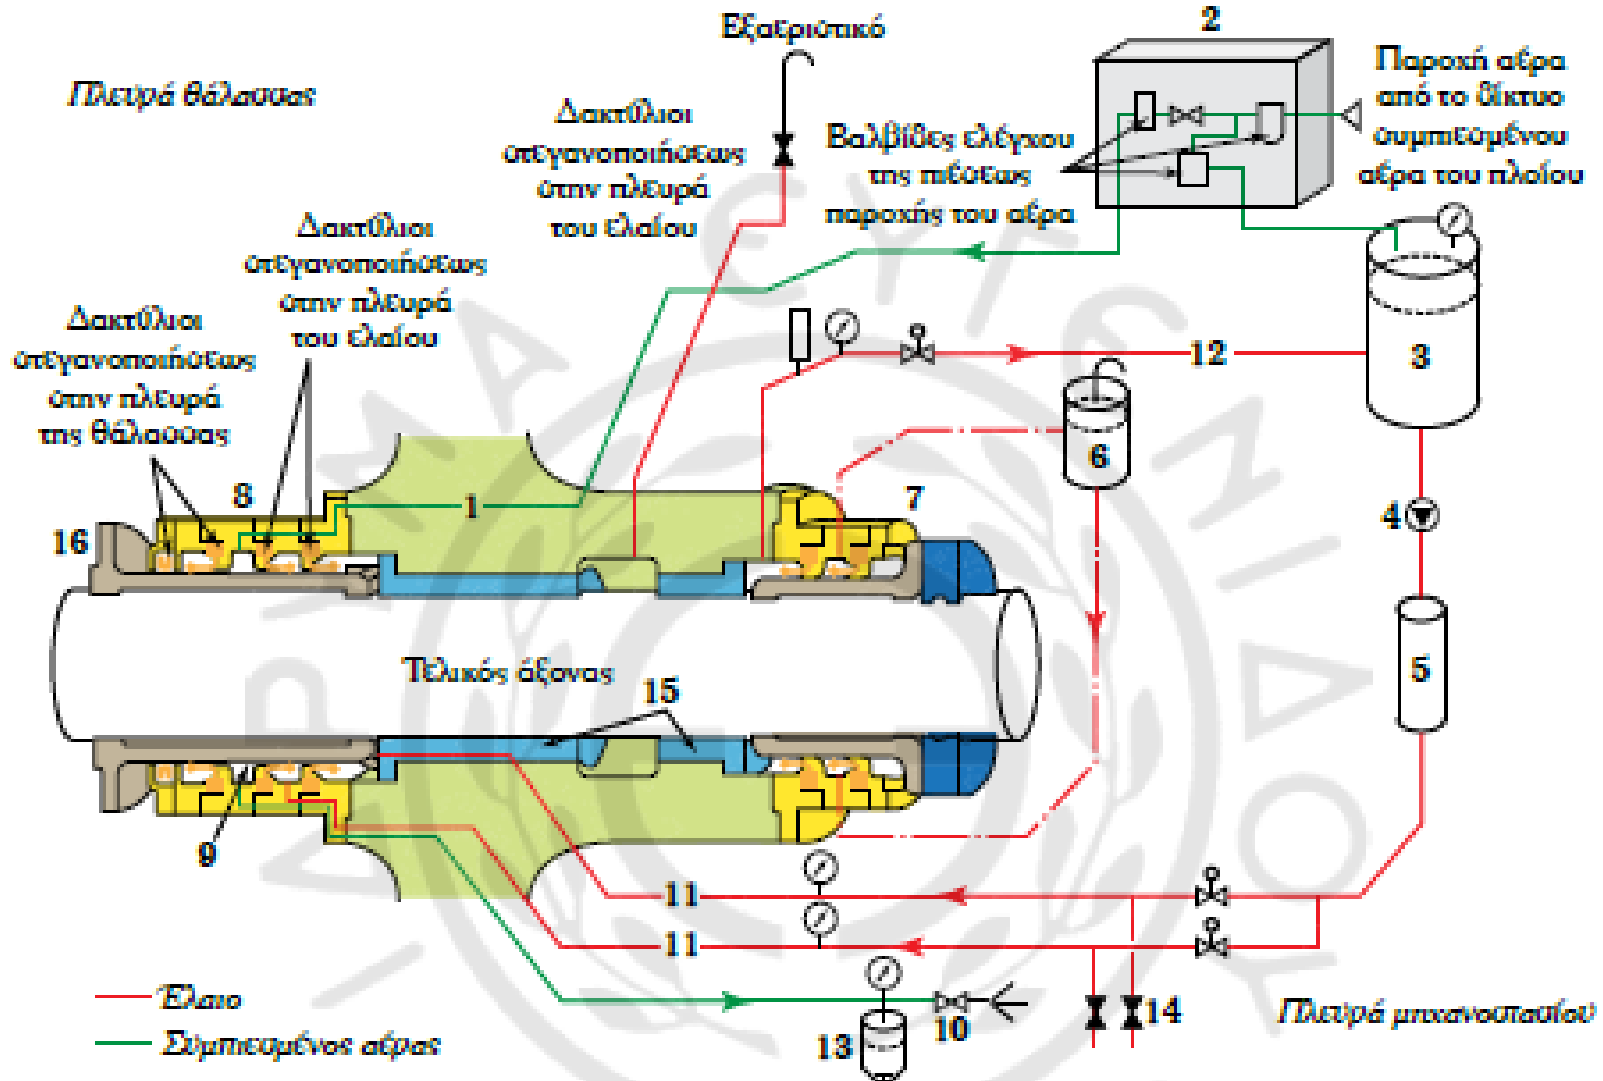 Εξαεριστικό
2
Πλευρά θάλασσας
Παροχή αέρα
από το δίκτυο
συμπιεσμένου
αέρα του πλοίου
Δακτύλιοι
στεγανοποιήσεως
στην πλευρά
του ελαίου
Βαλβίδες ελέγχου
της πιέσεως
παροχής του αέρα
Δακτύλιοι
στεγανοποιήσεως
στην πλευρά
του ελαίου
Δακτύλιοι
στεγανοποιήσεως
στην πλευρά
της θάλασσας
12
3
6
8
1
7
4
16
5
Τελικός άξονας
15
9
11
11
10
14
13
Έλαιο
Συμπιεσμένος αέρας
Πλευρά μηχανοστασίου
ΙΔΡΥΜΑ ΕΥΓΕΝΙΔΟΥ